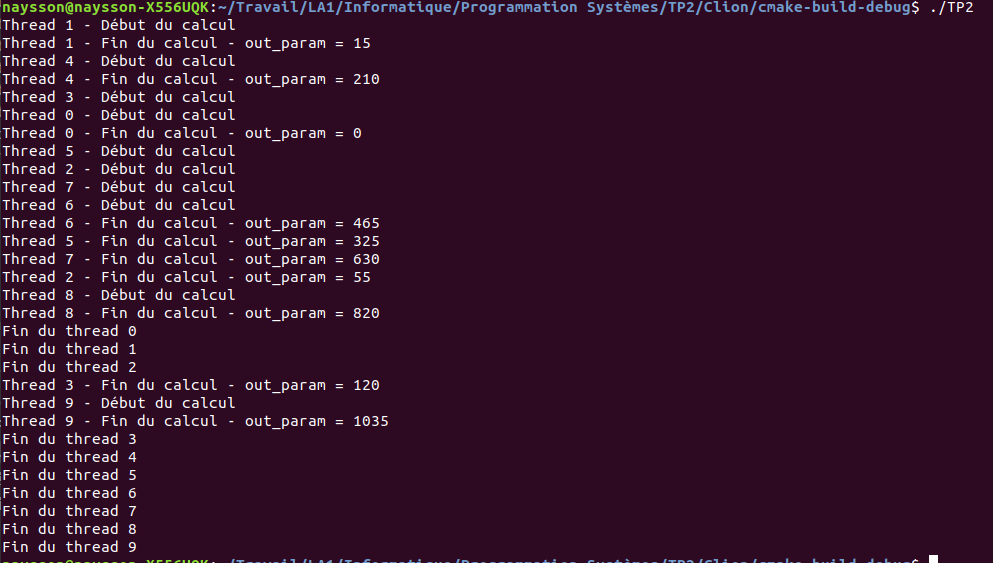 naysson@naysson-X556UQK:~/Travail/LA1/Informatique/Programmation Systèmes/TP2/Clion/cmake-build-debug$ ./TP2
Thread 1 - Début du calcul
Thread 1 - Fin du calcul - out_param = 15
Thread 4 - Début du calcul
Thread 4 - Fin du calcul - out_param = 210
Thread 3 - Début du calcul
Thread 0 - Début du calcul
Thread 0 - Fin du calcul - out_param = 0
Thread 5 - Début du calcul
Thread 2 - Début du calcul
Thread 7 - Début du calcul
Thread 6 - Début du calcul
Thread 6 - Fin du calcul - out_param = 465
Thread 5 - Fin du calcul - out_param = 325
Thread 7 - Fin du calcul - out_param = 630
Thread 2 - Fin du calcul - out_param = 55
Thread 8 - Début du calcul
Thread 8 - Fin du calcul - out_param = 820
Fin du thread 0
Fin du thread 1
Fin du thread 2
Thread 3 - Fin du calcul - out_param = 120
Thread 9 - Début du calcul
Thread 9 - Fin du calcul - out_param = 1035
Fin du thread 3
Fin du thread 4
Fin du thread 5
Fin du thread 6
Fin du thread 7
Fin du thread 8
Fin du thread 9
naysson@naysson-X556UQK:~/Travail/LA1/Informatique/Programmation Systèmes/TP2/Clion/cmake-build-debug$